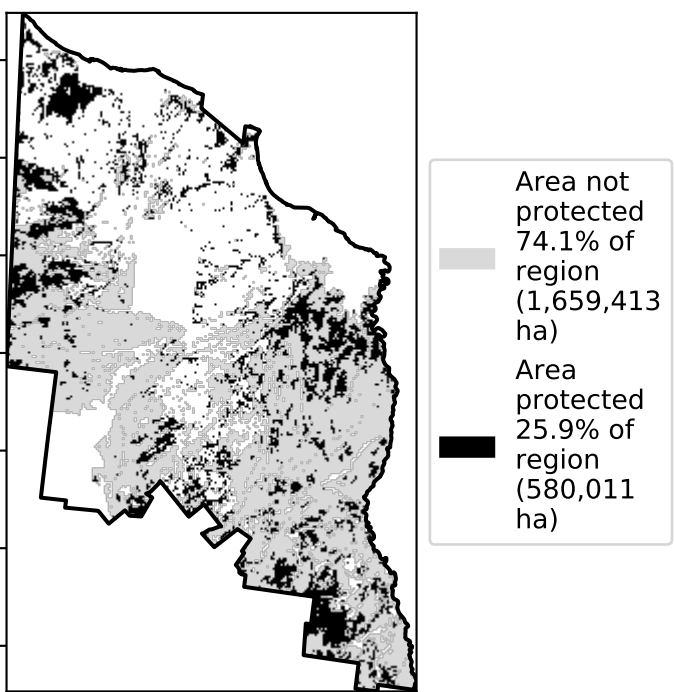 Area not
protected
74.1% of
region
(1,659,413
ha)
Area
protected
25.9% of
region
(580,011
ha)